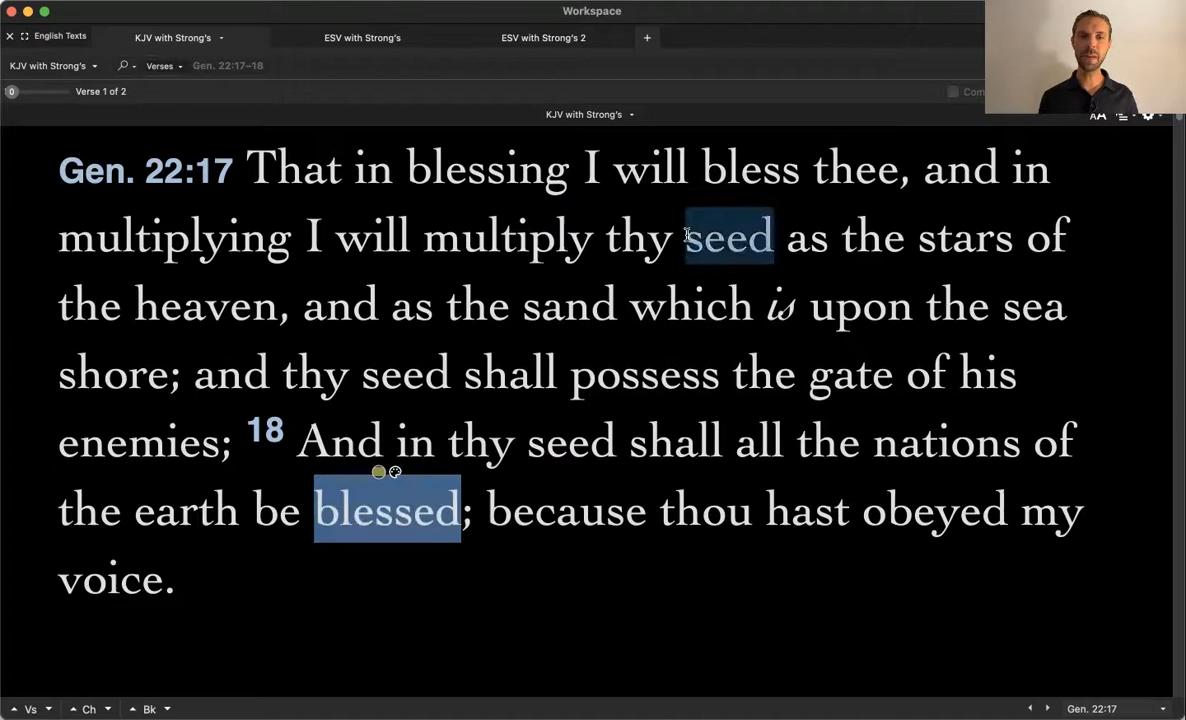 Workspace
English Texts KJV with Strong's ESV with Strong's ESV with Strong's 2 +
KJV with Strong's Verses Gen. 22:17–18
0 Verse 1 of 2 Com
KJV with Strong's AA
Gen. 22:17 That in blessing I will bless thee, and in
multiplying I will multiply thy seed as the stars of
the heaven, and as the sand which is upon the sea
shore; and thy seed shall possess the gate of his
enemies; 18 And in thy seed shall all the nations of
the earth be blessed; because thou hast obeyed my
voice.
Vs Ch Bk Gen. 22:17